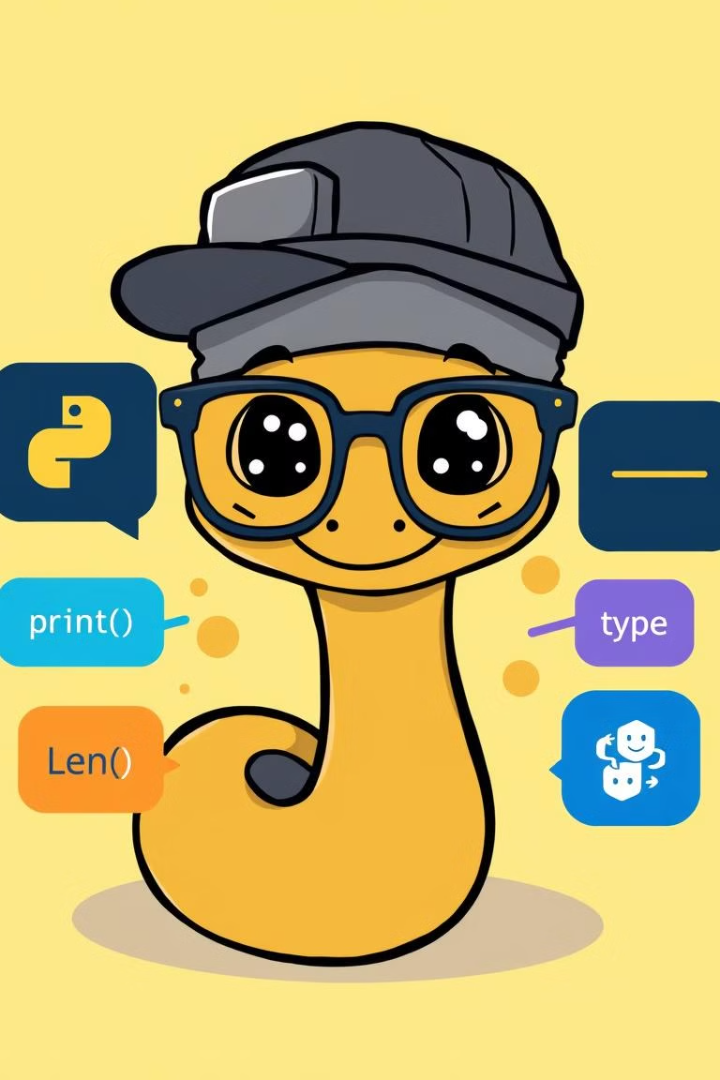 print()
type
Len()